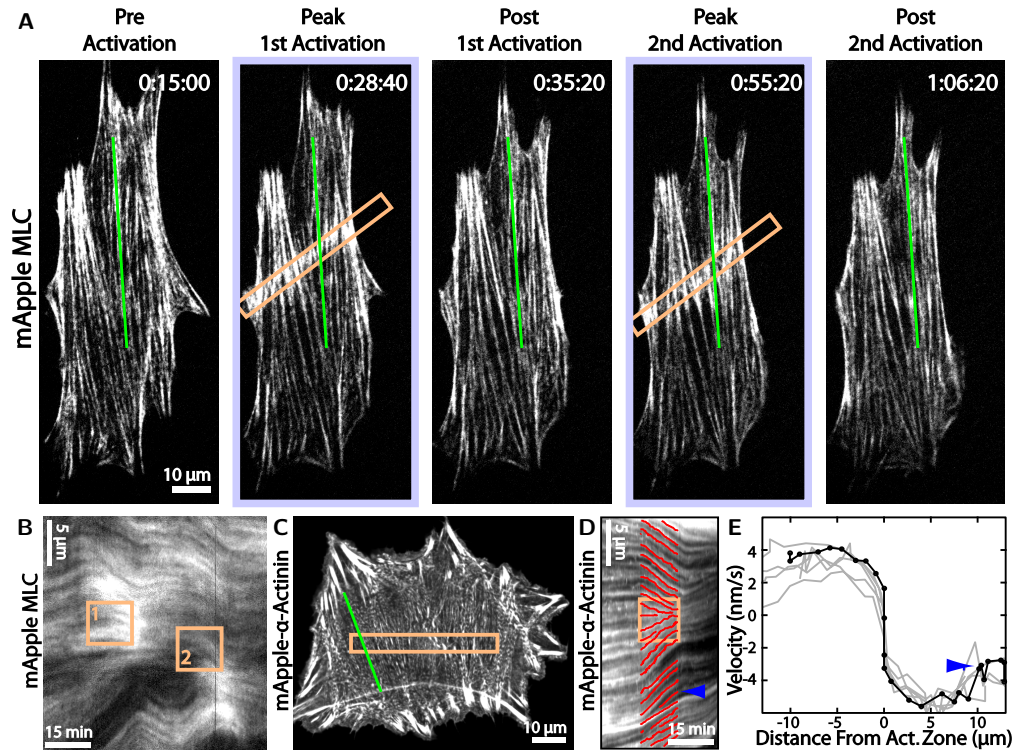 A
Pre
Activation
Peak
1st Activation
Post
1st Activation
Peak
2nd Activation
Post
2nd Activation
mApple MLC
0:15:00
0:28:40
0:35:20
0:55:20
1:06:20
10 µm
B
mApple MLC
5 µm
1
2
15 min
C
mApple-α-Actinin
10 µm
D
mApple-α-Actinin
5 µm
15 min
E
Velocity (nm/s)
4
2
0
-2
-4
-10
-5
0
5
10
Distance From Act. Zone (µm)